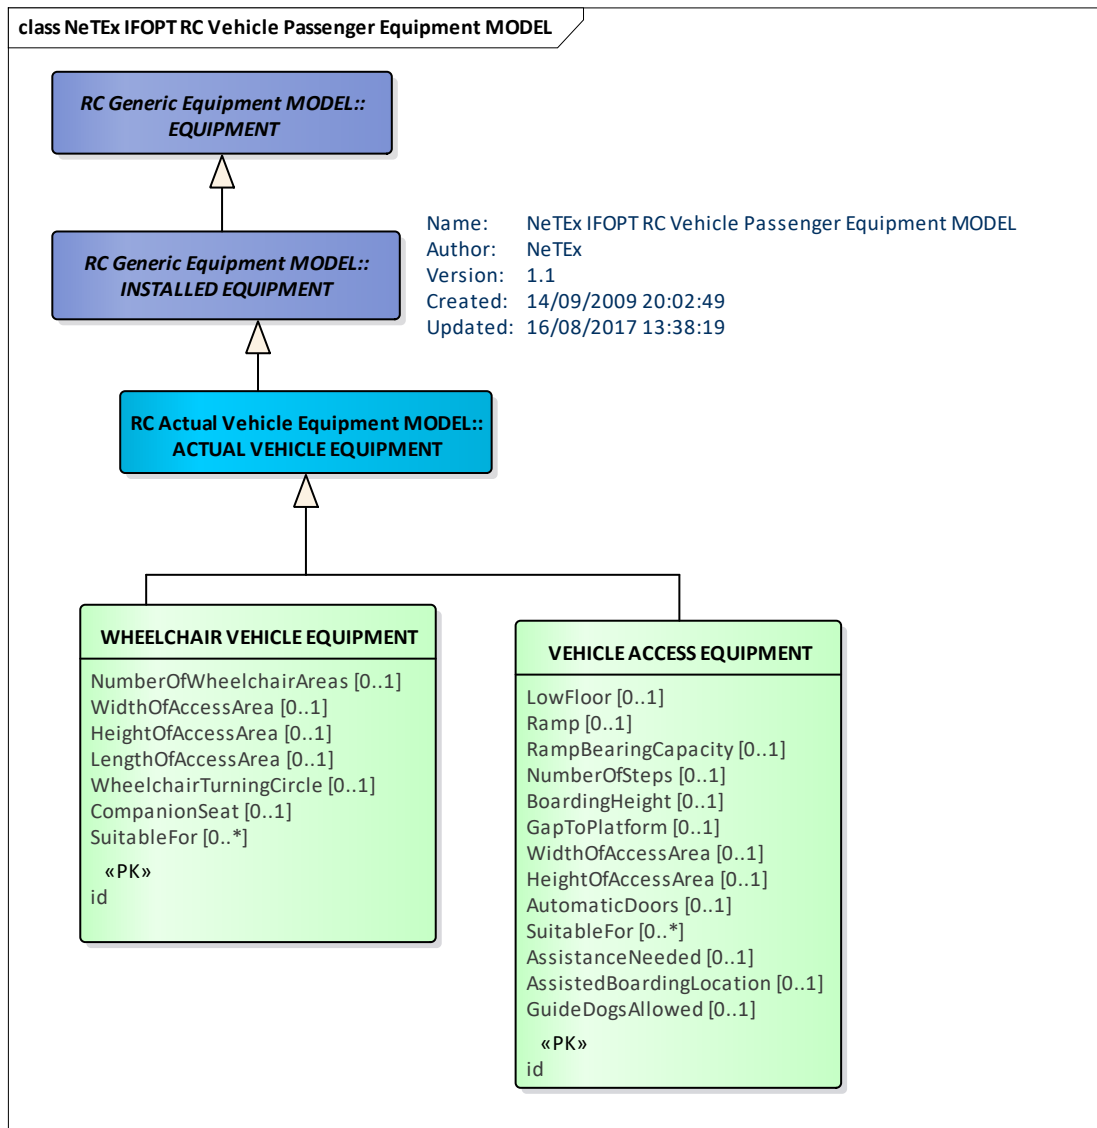 class NeTEx IFOPT RC Vehicle Passenger Equipment MODEL
RC Generic Equipment MODEL::
EQUIPMENT
RC Generic Equipment MODEL::
INSTALLED EQUIPMENT
Name: NeTEx IFOPT RC Vehicle Passenger Equipment MODEL
Author: NeTEx
Version: 1.1
Created: 14/09/2009 20:02:49
Updated: 16/08/2017 13:38:19
RC Actual Vehicle Equipment MODEL::
ACTUAL VEHICLE EQUIPMENT
WHEELCHAIR VEHICLE EQUIPMENT
NumberOfWheelchairAreas [0..1]
WidthOfAccessArea [0..1]
HeightOfAccessArea [0..1]
LengthOfAccessArea [0..1]
WheelchairTurningCircle [0..1]
CompanionSeat [0..1]
SuitableFor [0..*]
«PK»
id
VEHICLE ACCESS EQUIPMENT
LowFloor [0..1]
Ramp [0..1]
RampBearingCapacity [0..1]
NumberOfSteps [0..1]
BoardingHeight [0..1]
GapToPlatform [0..1]
WidthOfAccessArea [0..1]
HeightOfAccessArea [0..1]
AutomaticDoors [0..1]
SuitableFor [0..*]
AssistanceNeeded [0..1]
AssistedBoardingLocation [0..1]
GuideDogsAllowed [0..1]
«PK»
id